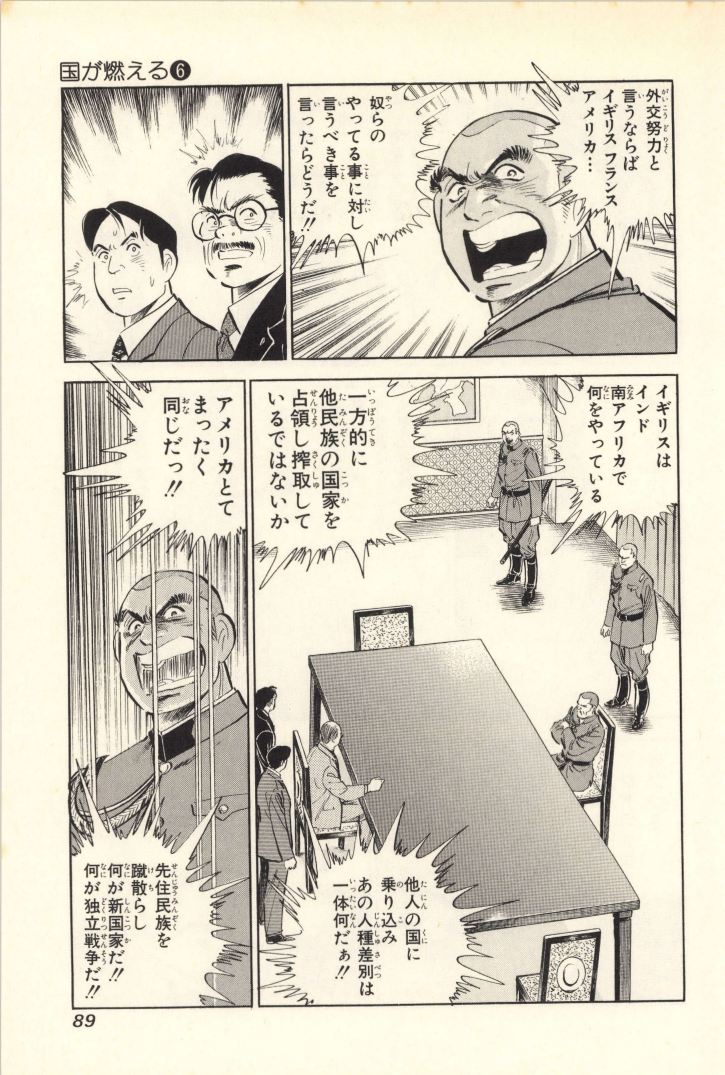 国が燃える❻
外交努力と
言うならば
イギリス フランス
アメリカ…
奴らの
やってる事に対し
言うべき事を
言ったらどうだ!!
イギリスは
インド
南アフリカで
何をやっている
一方的に
他民族の国家を
占領し搾取して
いるではないか
他人の国に
乗り込み
あの人種差別は
一体何だぁ!!
アメリカとて
まったく
同じだっ!!
先住民族を
蹴散らし
何が新国家だ!!
何が独立戦争だ!!
89